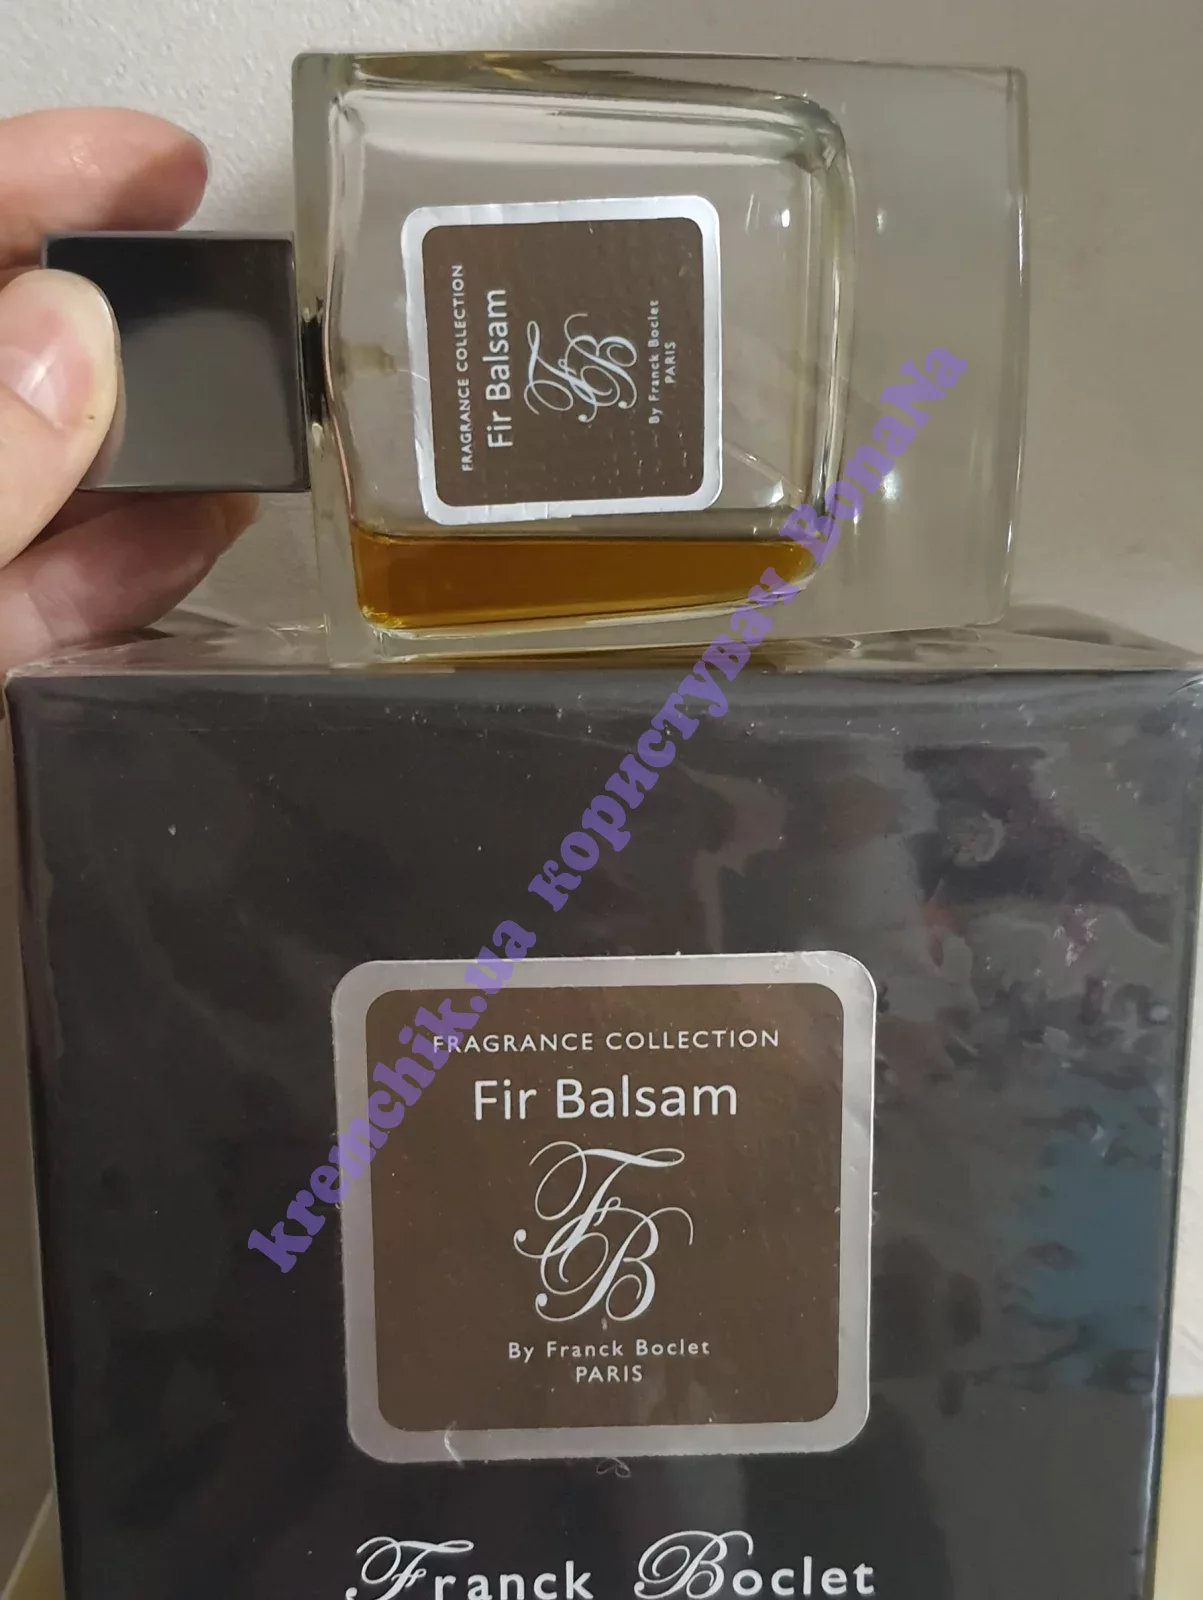 FRAGRANCE COLLECTION
Fir Balsam
FB
By Franck Boclet
PARIS
kremchik.ua користувач BonaNa
FRAGRANCE COLLECTION
Fir Balsam
FB
By Franck Boclet
PARIS
Franck Boclet